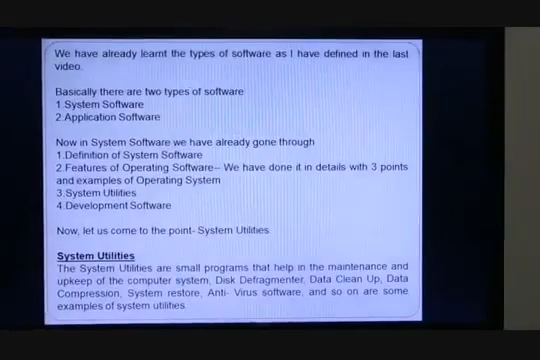 We have already learnt the types of software as I have defined in the last
video.
Basically there are two types of software
1.System Software
2.Application Software
Now in System Software we have already gone through
1.Definition of System Software
2.Features of Operating Software-- We have done it in details with 3 points
and examples of Operating System
3.System Utilities
4.Development Software
Now, let us come to the point- System Utilities
System Utilities
The System Utilities are small programs that help in the maintenance and
upkeep of the computer system, Disk Defragmenter, Data Clean Up, Data
Compression, System restore, Anti- Virus software, and so on are some
examples of system utilities